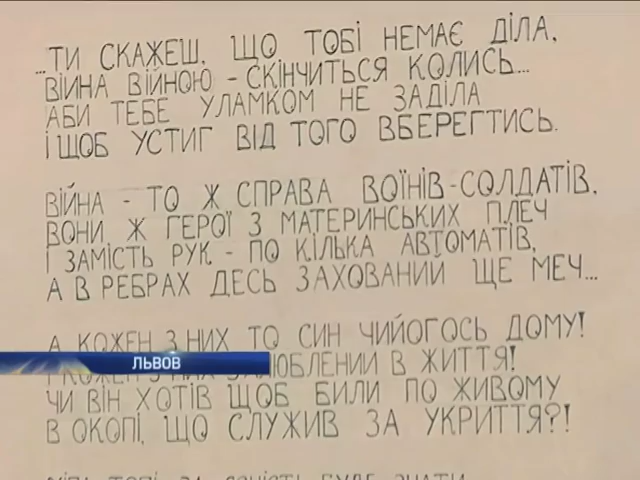 ...ТИ СКАЖЕШ, ЩО ТОБІ НЕМАЄ ДІЛА,
ВІЙНА ВІЙНОЮ - СКІНЧИТЬСЯ КОЛИСЬ...
АБИ ТЕБЕ УЛАМКОМ НЕ ЗАДІЛА
І ЩОБ УСТИГ ВІД ТОГО ВБЕРЕГТИСЬ.
ВІЙНА - ТО Ж СПРАВА ВОЇНІВ-СОЛДАТІВ,
ВОНИ Ж ГЕРОЇ З МАТЕРИНСЬКИХ ПЛЕЧ
І ЗАМІСТЬ РУК - ПО КІЛЬКА АВТОМАТІВ,
А В РЕБРАХ ДЕСЬ ЗАХОВАНИЙ ЩЕ МЕЧ...
А КОЖЕН З НИХ ТО СИН ЧИЙОГОСЬ ДОМУ!
В ЖИТТЯ!
ЛЬВОВ
ЧИ ВІН ХОТІВ ЩОБ БИЛИ ПО ЖИВОМУ
В ОКОПІ, ЩО СЛУЖИВ ЗА УКРИТТЯ?!